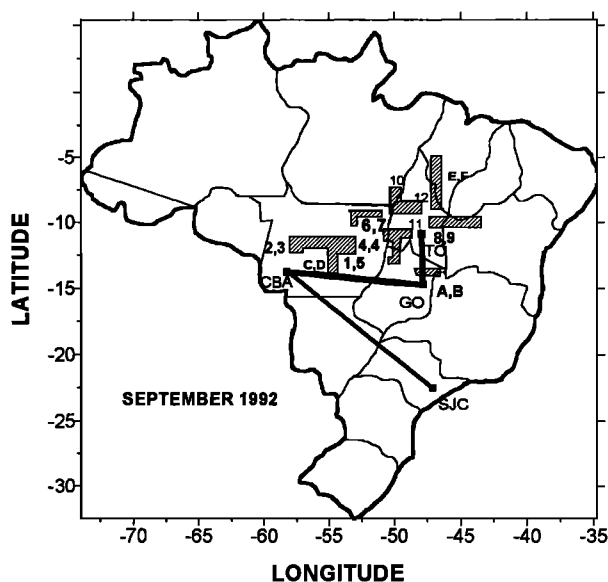 -5
E,F
10
12
-10
6,7
11
8,9
2,3
4,4
TO
C,D
1,5
CBA
A,B
-15
GO
LATITUDE
-20
SEPTEMBER 1992
SJC
-25
-30
-70 -65 -60 -55 -50 -45 -40 -35
LONGITUDE